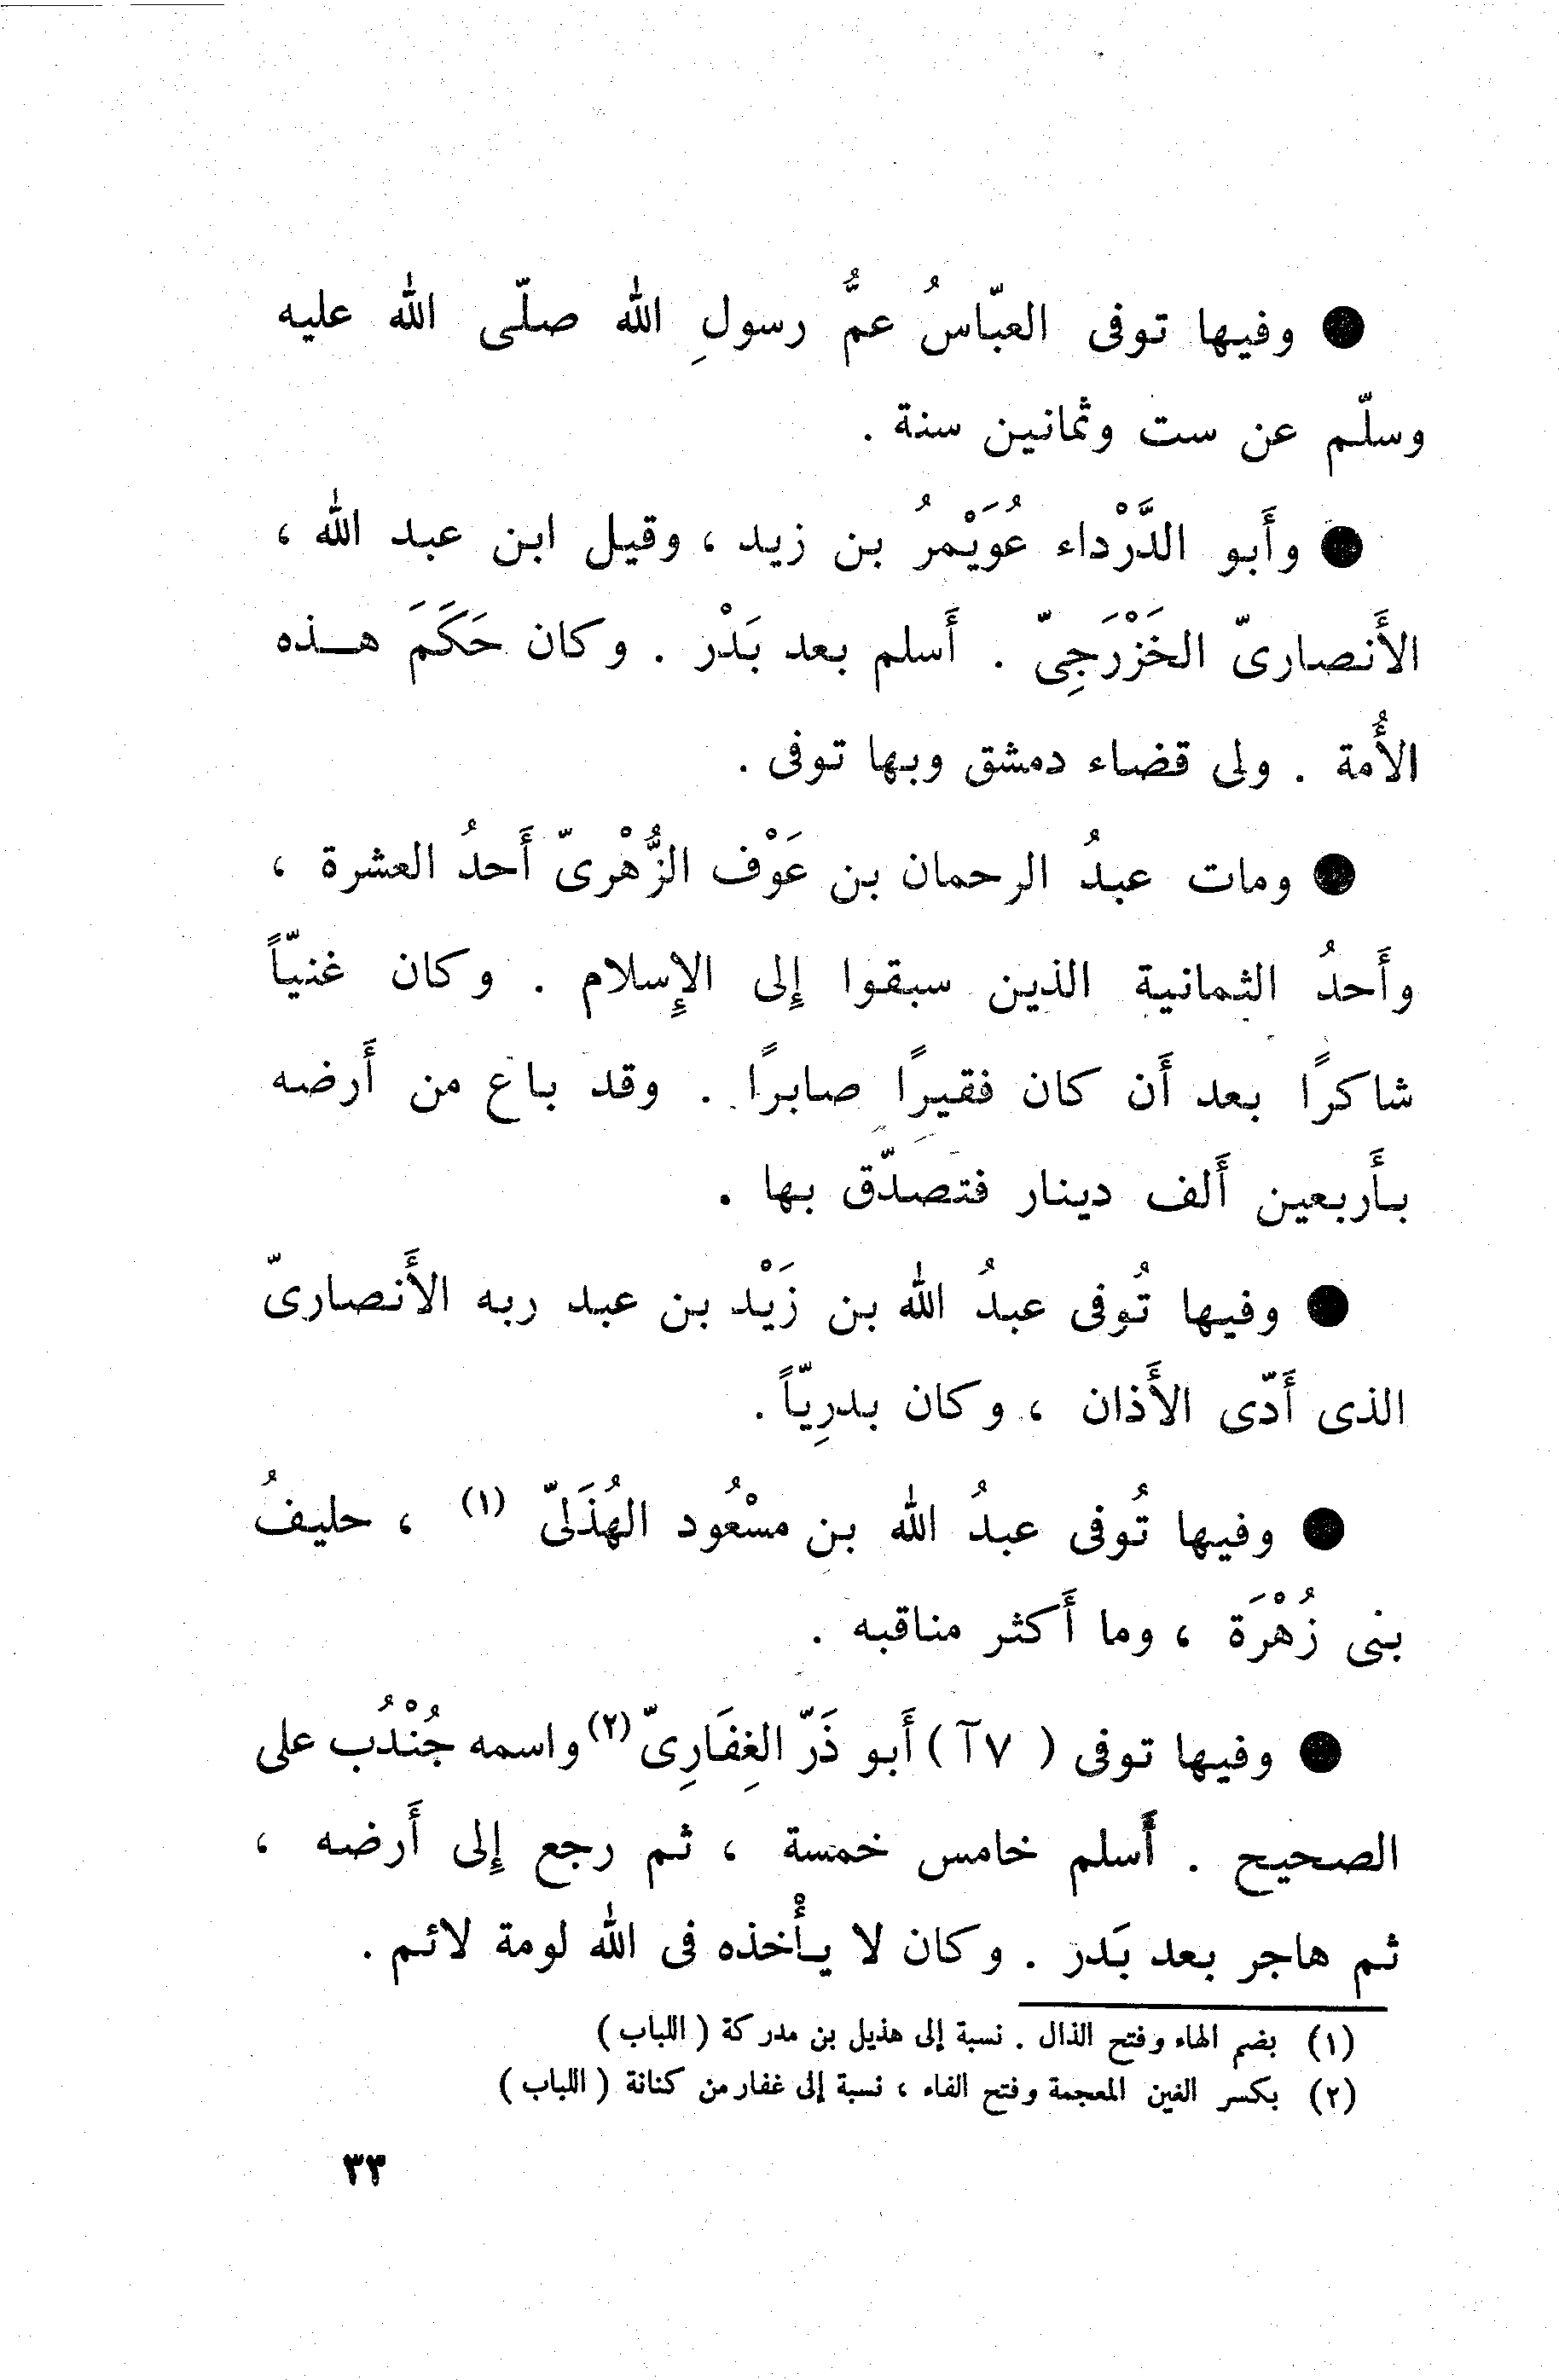 ● وفيها توفى العبّاسُ عمُّ رسولِ الله صلّى الله عليه
وسلّم عن ست وثمانين سنة .
● وأَبو الدَّرْداء عُوَيْمرُ بن زيد ، وقيل ابن عبد الله ،
الأَنصارىّ الخَزْرَجِىّ . أَسلم بعد بَدْر . وكان حَكَمَ هـذه
الأُمة . ولى قضاء دمشق وبها توفى .
● ومات عبدُ الرحمان بن عَوْف الزُّهْرىّ أَحدُ العشرة ،
وأَحدُ الثمانية الذين سبقوا إلى الإسلام . وكان غنيّاً
شاكرًا بعد أَن كان فقيرًا صابرًا . وقد باع من أَرضه
بأَربعين أَلف دينار فتصدّق بها .
● وفيها تُوفى عبدُ الله بن زَيْد بن عبد ربه الأَنصارىّ
الذى أَدّى الأَذان ، وكان بدرِيّاً .
● وفيها تُوفى عبدُ الله بن مسْعُود الهُذَلىّ (١) ، حليفُ
بنى زُهْرَة ، وما أَكثر مناقبه .
● وفيها توفى ( ٧آ ) أَبو ذَرّ الغِفَارِىّ (٢) واسمه جُنْدُب على
الصحيح . أَسلم خامس خمسة ، ثم رجع إلى أَرضه ،
ثم هاجر بعد بَدر . وكان لا يأْخذه فى الله لومة لائم .
(١) بضم الهاء وفتح الذال . نسبة إلى هذيل بن مدركة ( اللباب )
(٢) بكسر الغين المعجمة وفتح الفاء ، نسبة إلى غفار من كنانة ( اللباب )
٣٣